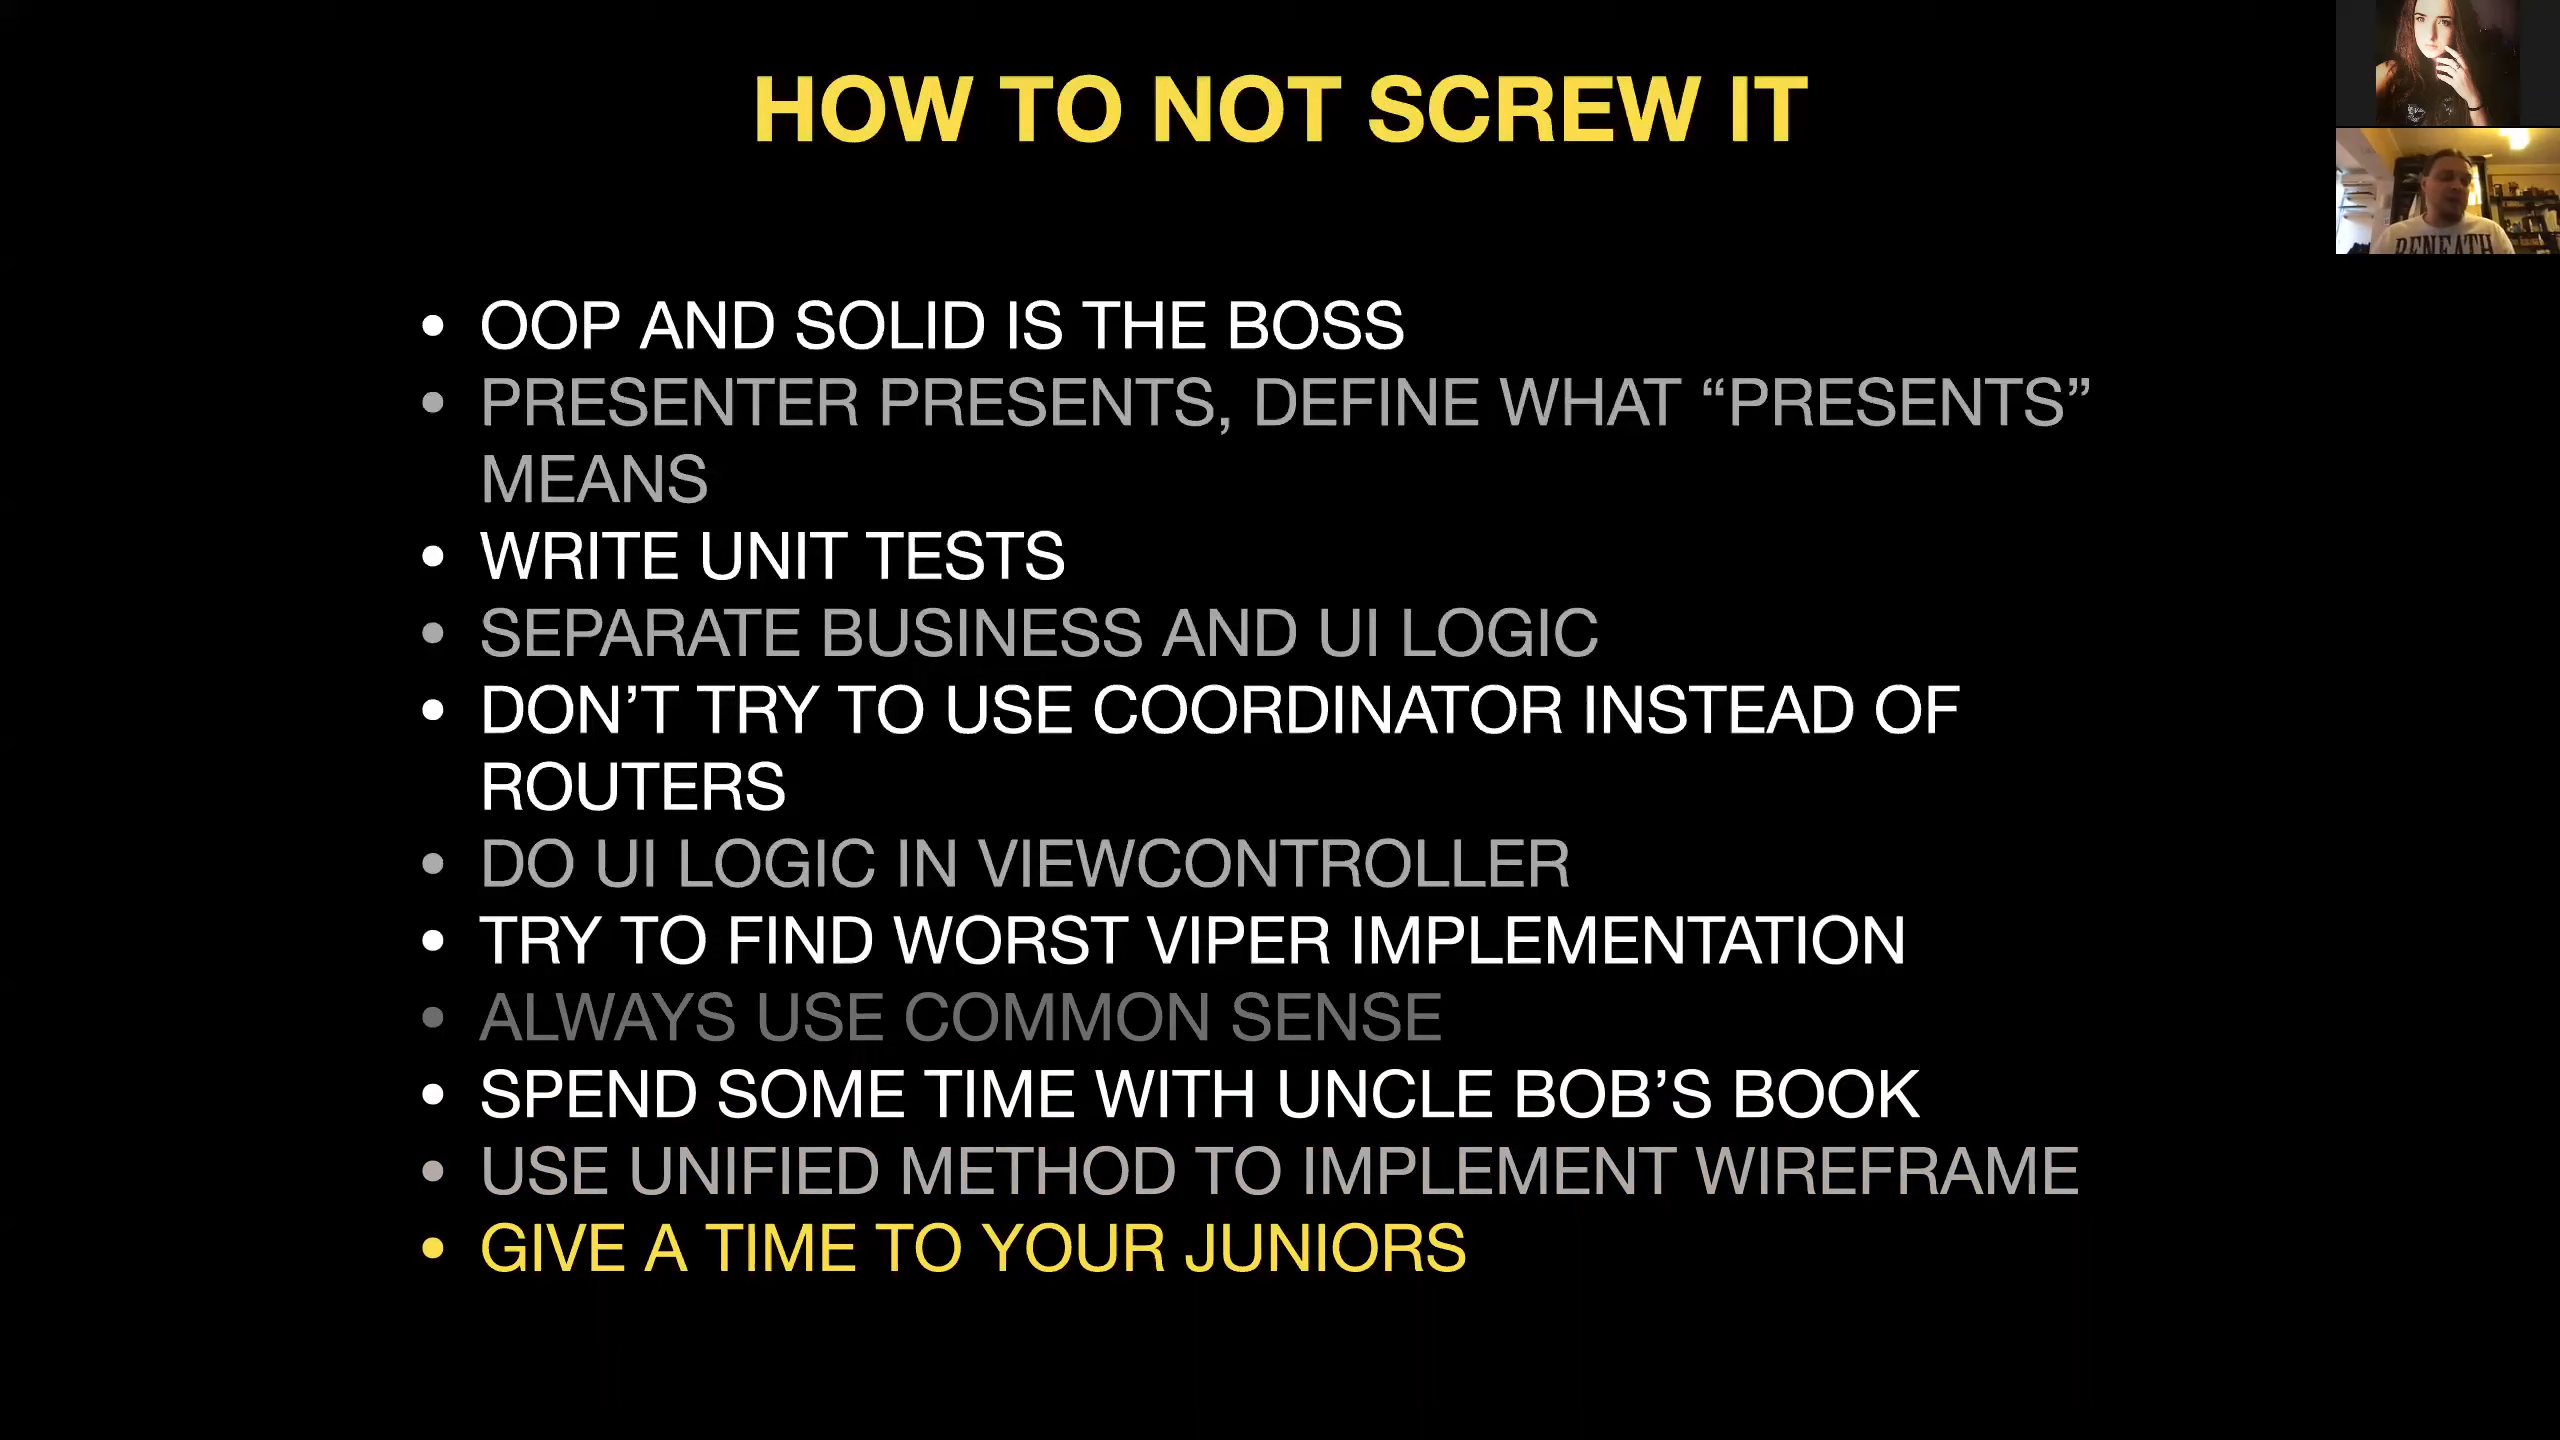 HOW TO NOT SCREW IT
• OOP AND SOLID IS THE BOSS
• PRESENTER PRESENTS, DEFINE WHAT “PRESENTS”
MEANS
• WRITE UNIT TESTS
• SEPARATE BUSINESS AND UI LOGIC
• DON’T TRY TO USE COORDINATOR INSTEAD OF
ROUTERS
• DO UI LOGIC IN VIEWCONTROLLER
• TRY TO FIND WORST VIPER IMPLEMENTATION
• ALWAYS USE COMMON SENSE
• SPEND SOME TIME WITH UNCLE BOB’S BOOK
• USE UNIFIED METHOD TO IMPLEMENT WIREFRAME
• GIVE A TIME TO YOUR JUNIORS
BENEATH